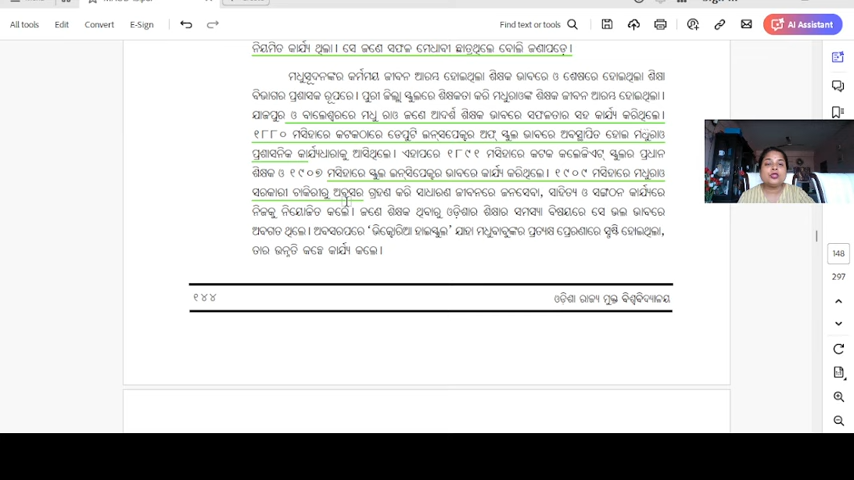 All tools Edit Convert E-Sign Find text or tools AI Assistant
ନିୟମିତ କାର୍ଯ୍ୟ ଥିଲା। ସେ ଜଣେ ସଫଳ ମେଧାବୀ ଛାତ୍ରଥିଲେ ବୋଲି ଜଣାପଡ଼େ।
ମଧୁସୂଦନଙ୍କର କର୍ମମୟ ଜୀବନ ଆରମ୍ଭ ହୋଇଥିଲା ଶିକ୍ଷକ ଭାବରେ ଓ ଶେଷରେ ହୋଇଥିଲା ଶିକ୍ଷା
ବିଭାଗର ପ୍ରଶାସକ ରୂପରେ। ପୁରୀ ଜିଲ୍ଲା ସ୍କୁଲରେ ଶିକ୍ଷକତା କରି ମଧୁରାଓଙ୍କ ଶିକ୍ଷକ ଜୀବନ ଆରମ୍ଭ ହୋଇଥିଲା।
ଯାଜପୁର ଓ ବାଲେଶ୍ୱରରେ ମଧୁ ରାଓ ଜଣେ ଆଦର୍ଶ ଶିକ୍ଷକ ଭାବରେ ସଫଳତାର ସହ କାର୍ଯ୍ୟ କରିଥିଲେ।
୧୮୮୦ ମସିହାରେ କଟକଠାରେ ଡେପୁଟି ଇନ୍‌ସପେକ୍ଟର ଅଫ୍ ସ୍କୁଲ ଭାବରେ ଅବସ୍ଥାପିତ ହୋଇ ମଧୁରାଓ
ପ୍ରଶାସନିକ କାର୍ଯ୍ୟଧାରାକୁ ଆସିଥିଲେ। ଏହାପରେ ୧୮୯୧ ମସିହାରେ କଟକ କଲେଜିଏଟ୍ ସ୍କୁଲର ପ୍ରଧାନ
ଶିକ୍ଷକ ଓ ୧୯୦୭ ମସିହାରେ ସ୍କୁଲ ଇନ୍‌ସପେକ୍ଟର ଭାବରେ କାର୍ଯ୍ୟ କରିଥିଲେ। ୧୯୦୯ ମସିହାରେ ମଧୁରାଓ
ସରକାରୀ ଚାକିରୀରୁ ଅବସର ଗ୍ରହଣ କରି ସାଧାରଣ ଜୀବନରେ ଜନସେବା, ସାହିତ୍ୟ ଓ ସଙ୍ଗଠନ କାର୍ଯ୍ୟରେ
ନିଜକୁ ନିୟୋଜିତ କଲେ। ଜଣେ ଶିକ୍ଷକ ଥିବାରୁ ଓଡ଼ିଶାର ଶିକ୍ଷାର ସମସ୍ୟା ବିଷୟରେ ସେ ଭଲ ଭାବରେ
ଅବଗତ ଥିଲେ। ଅବସରପରେ ‘ଭିକ୍ଟୋରିଆ ହାଇସ୍କୁଲ’ ଯାହା ମଧୁବାବୁଙ୍କର ପ୍ରତ୍ୟକ୍ଷ ପ୍ରେରଣାରେ ସୃଷ୍ଟି ହୋଇଥିଲା,
ତାର ଉନ୍ନତି କଳ୍ପେ କାର୍ଯ୍ୟ କଲେ।
୧୪୪ ଓଡ଼ିଶା ରାଜ୍ୟ ମୁକ୍ତ ବିଶ୍ୱବିଦ୍ୟାଳୟ
148
297